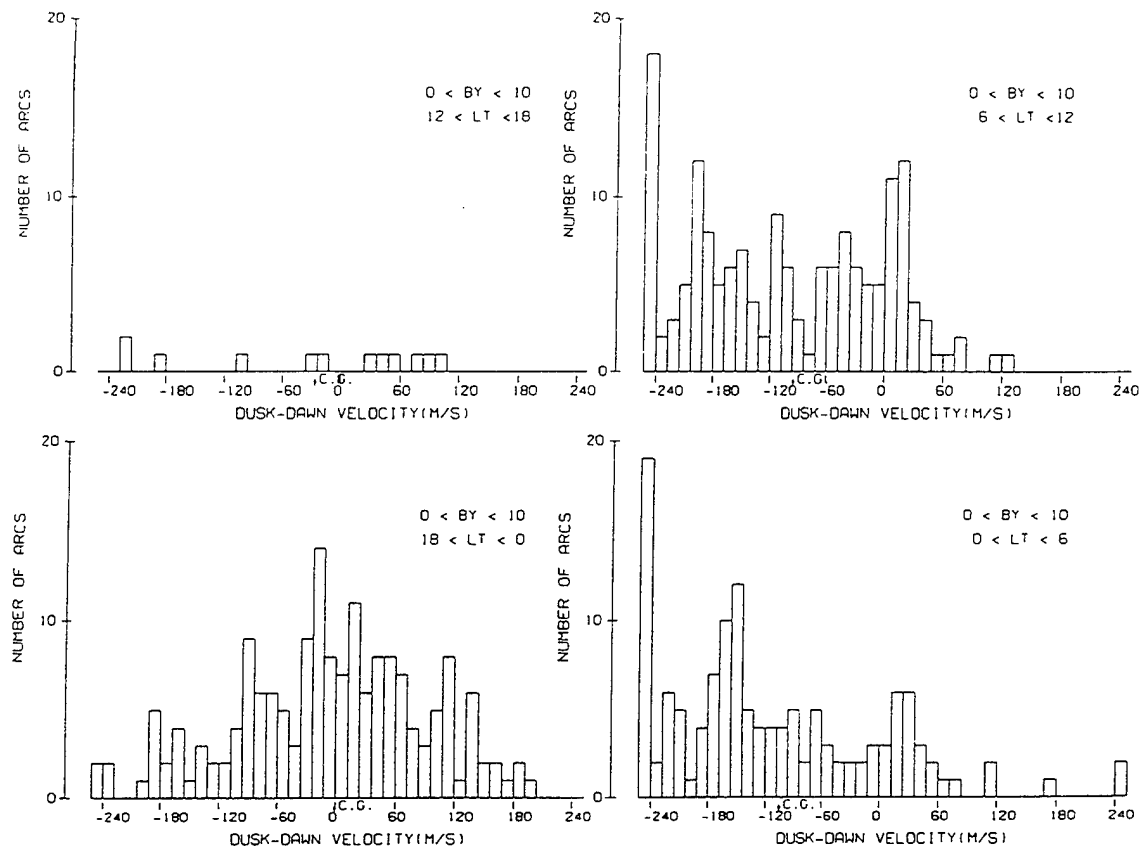 20
10
0
NUMBER OF ARCS
0 < BY < 10
12 < LT <18
-240 -180 -120 -60 0 60 120 180 240
C.G.
DUSK-DAWN VELOCITY(M/S)
20
10
0
NUMBER OF ARCS
0 < BY < 10
6 < LT <12
-240 -180 -120 -60 0 60 120 180 240
C.G.
DUSK-DAWN VELOCITY(M/S)
20
10
0
NUMBER OF ARCS
0 < BY < 10
18 < LT < 0
-240 -180 -120 -60 0 60 120 180 240
C.G.
DUSK-DAWN VELOCITY(M/S)
20
10
0
NUMBER OF ARCS
0 < BY < 10
0 < LT < 6
-240 -180 -120 -60 0 60 120 180 240
C.G.
DUSK-DAWN VELOCITY(M/S)